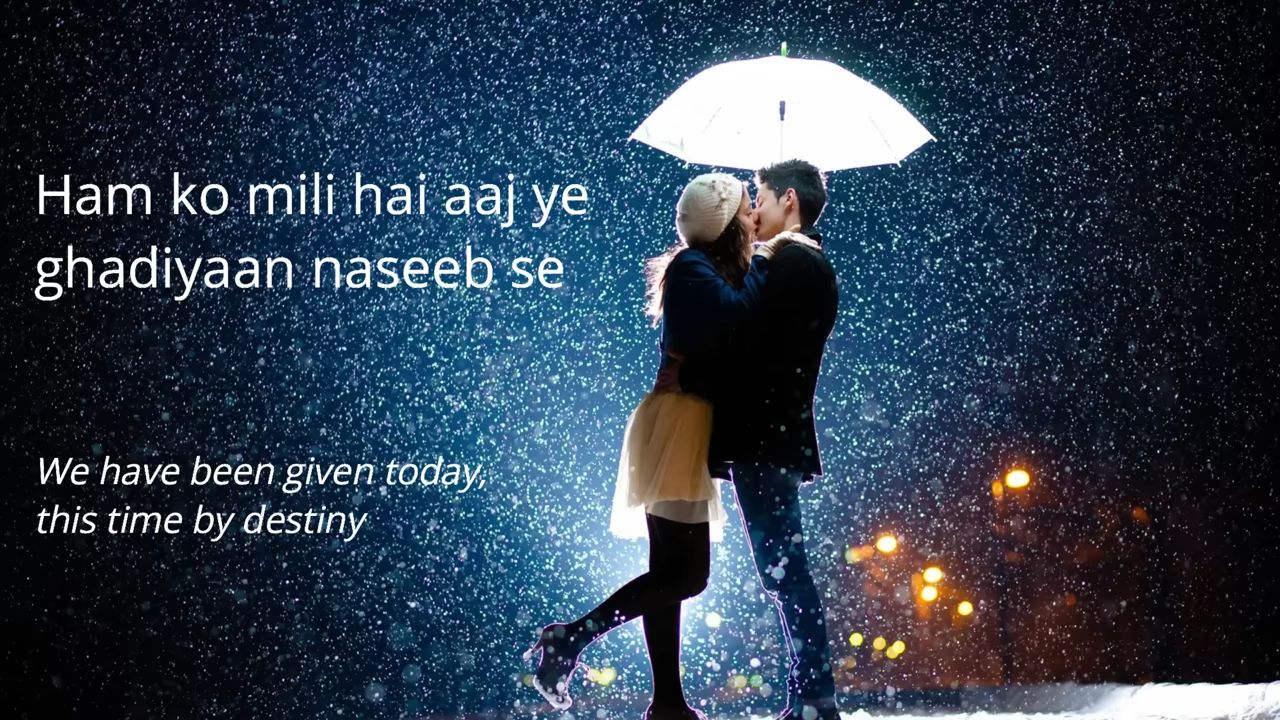 Ham ko mili hai aaj ye
ghadiyaan naseeb se
We have been given today,
this time by destiny